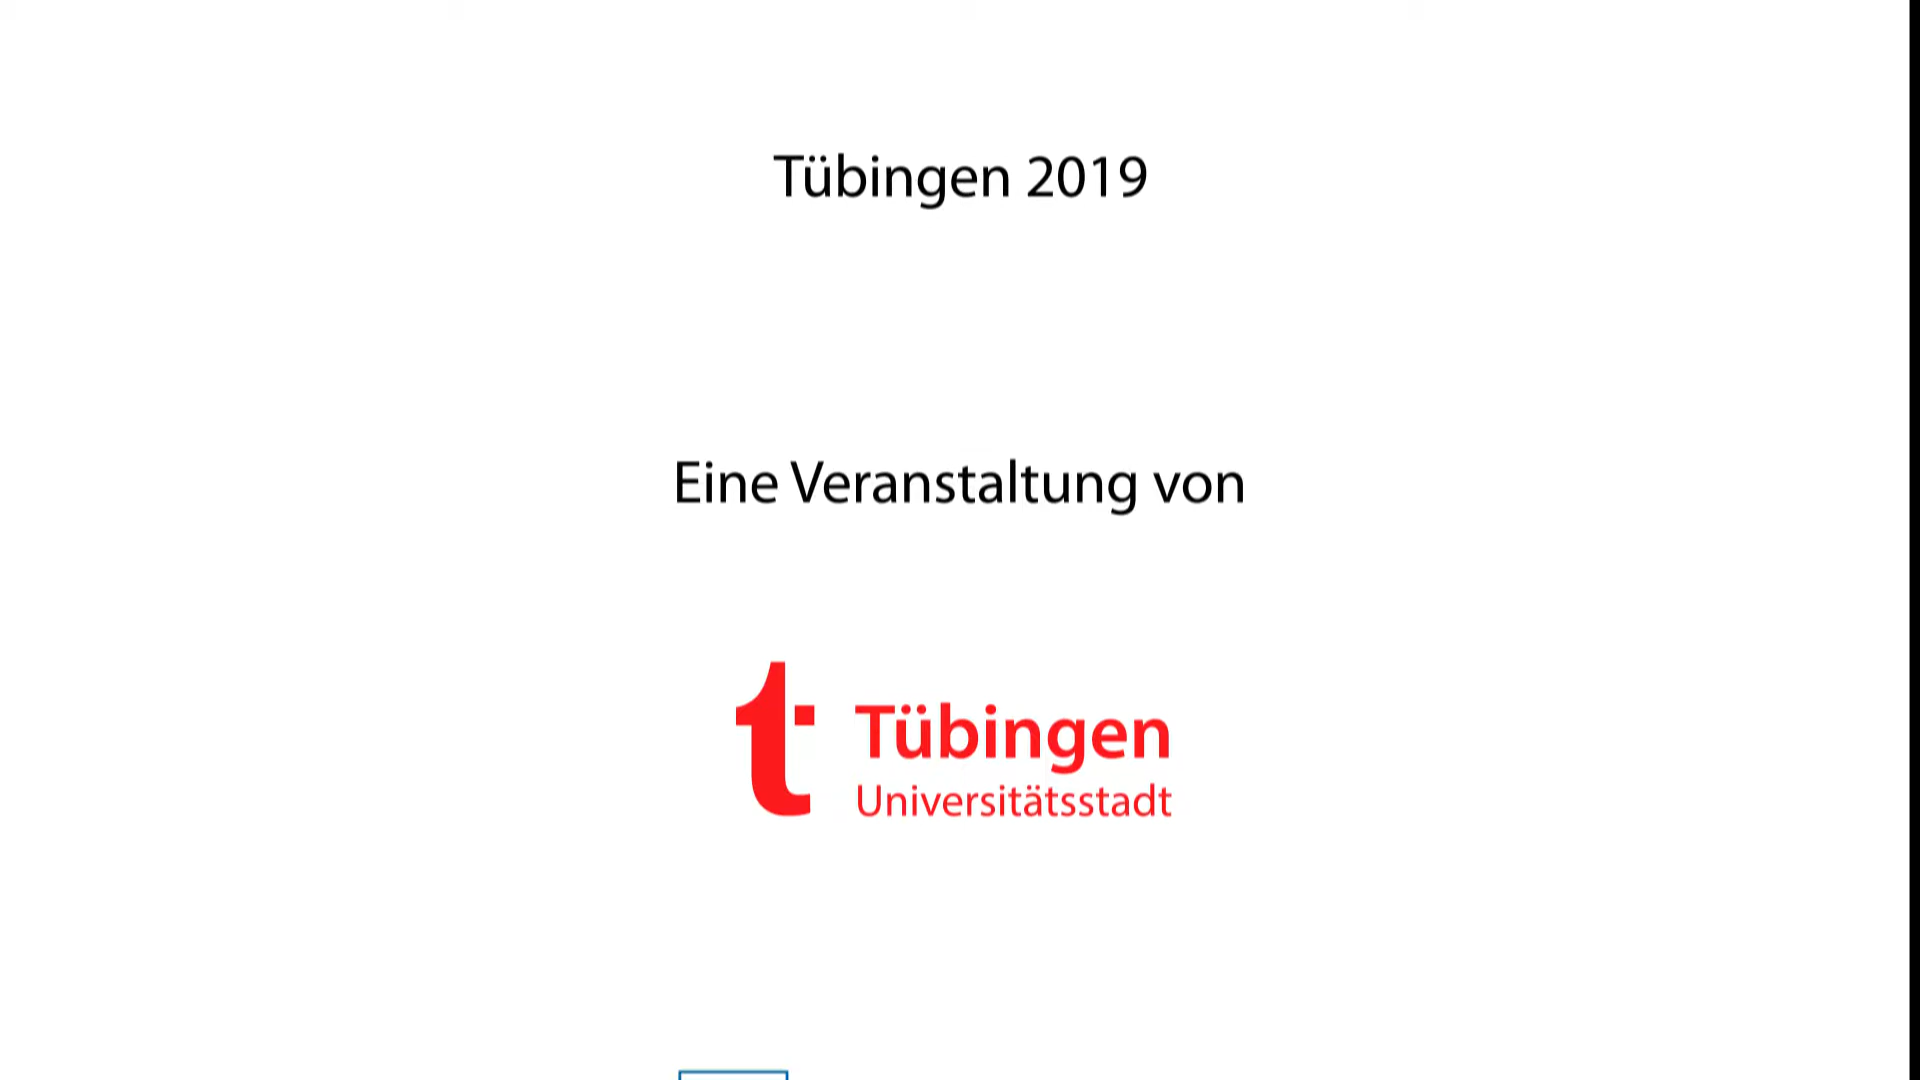 Tübingen 2019
Eine Veranstaltung von
t
Tübingen
Universitätsstadt